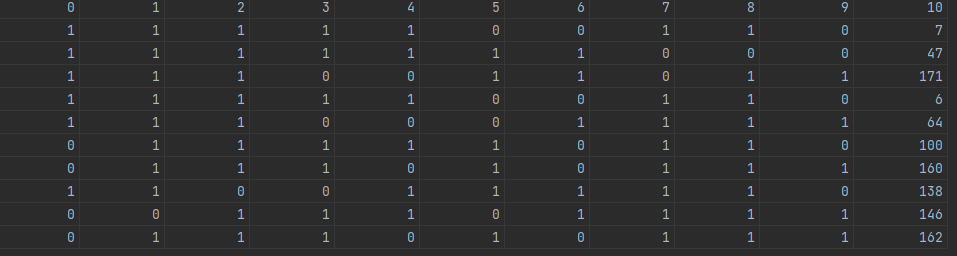 0 1 2 3 4 5 6 7 8 9 10
1 1 1 1 1 0 0 1 1 0 7
1 1 1 1 1 1 1 0 0 0 47
1 1 1 0 0 1 1 0 1 1 171
1 1 1 1 1 0 0 1 1 0 6
1 1 1 0 0 0 1 1 1 1 64
0 1 1 1 1 1 0 1 1 0 100
0 1 1 1 0 1 0 1 1 1 160
1 1 0 0 1 1 1 1 1 0 138
0 0 1 1 1 0 1 1 1 1 146
0 1 1 1 0 1 0 1 1 1 162